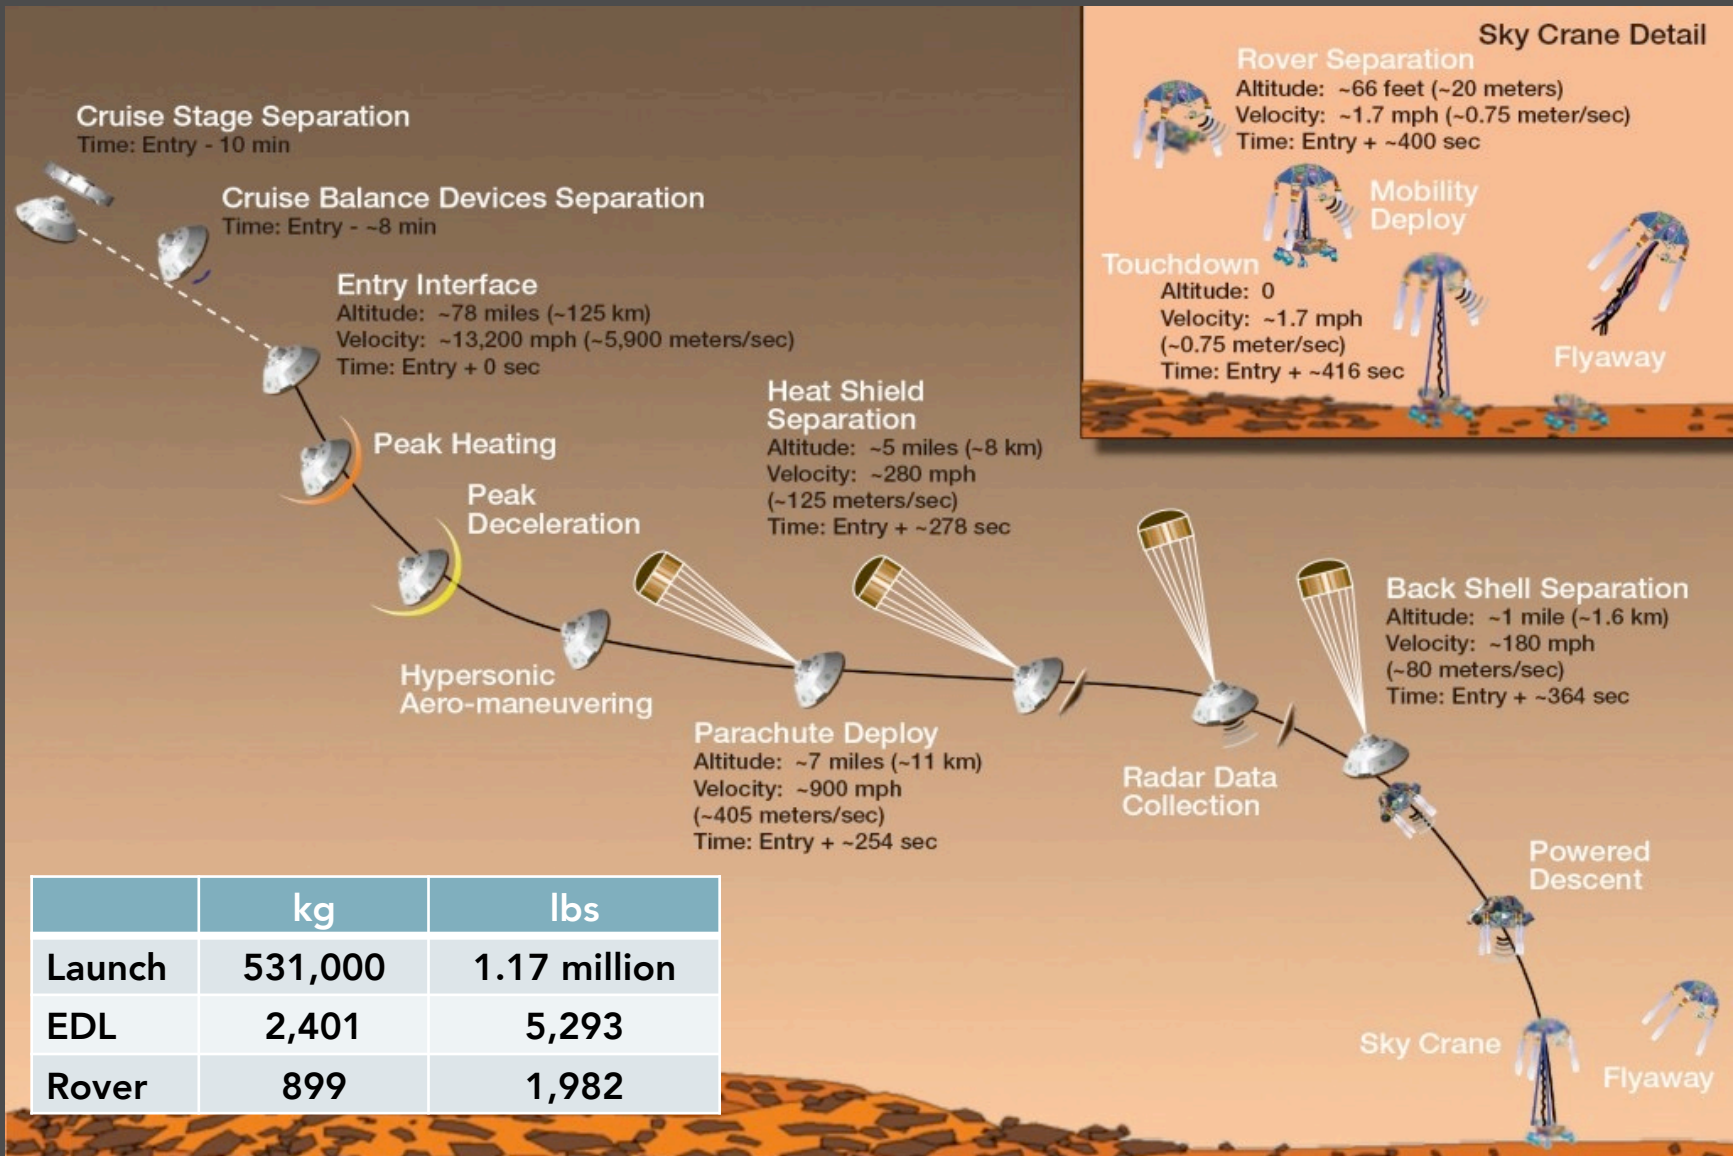 Sky Crane Detail
Rover Separation
Altitude: ~66 feet (~20 meters)
Velocity: ~1.7 mph (~0.75 meter/sec)
Time: Entry + ~400 sec
Mobility
Deploy
Touchdown
Altitude: 0
Velocity: ~1.7 mph
(~0.75 meter/sec)
Time: Entry + ~416 sec
Flyaway
Cruise Stage Separation
Time: Entry - 10 min
Cruise Balance Devices Separation
Time: Entry - ~8 min
Entry Interface
Altitude: ~78 miles (~125 km)
Velocity: ~13,200 mph (~5,900 meters/sec)
Time: Entry + 0 sec
Peak Heating
Peak
Deceleration
Hypersonic
Aero-maneuvering
Parachute Deploy
Altitude: ~7 miles (~11 km)
Velocity: ~900 mph
(~405 meters/sec)
Time: Entry + ~254 sec
Heat Shield
Separation
Altitude: ~5 miles (~8 km)
Velocity: ~280 mph
(~125 meters/sec)
Time: Entry + ~278 sec
Radar Data
Collection
Back Shell Separation
Altitude: ~1 mile (~1.6 km)
Velocity: ~180 mph
(~80 meters/sec)
Time: Entry + ~364 sec
Powered
Descent
Sky Crane
Flyaway
kg lbs
Launch 531,000 1.17 million
EDL 2,401 5,293
Rover 899 1,982